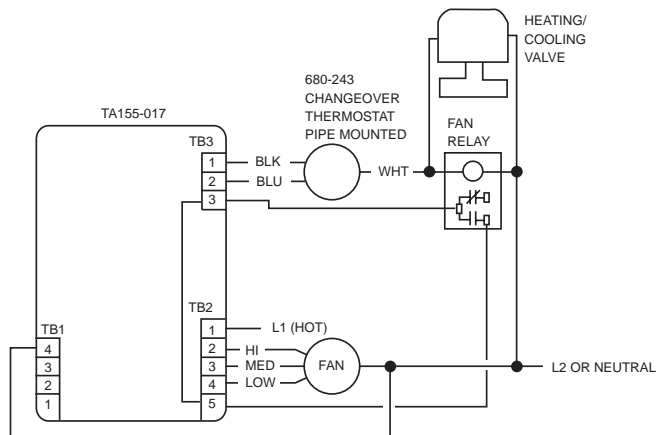 HEATING/
COOLING
VALVE
680-243
CHANGEOVER
THERMOSTAT
PIPE MOUNTED
TA155-017
FAN
RELAY
TB3
1
BLK
2
BLU
WHT
3
TB2
1
L1 (HOT)
TB1
2
HI
4
3
MED
FAN
L2 OR NEUTRAL
3
4
LOW
2
5
1